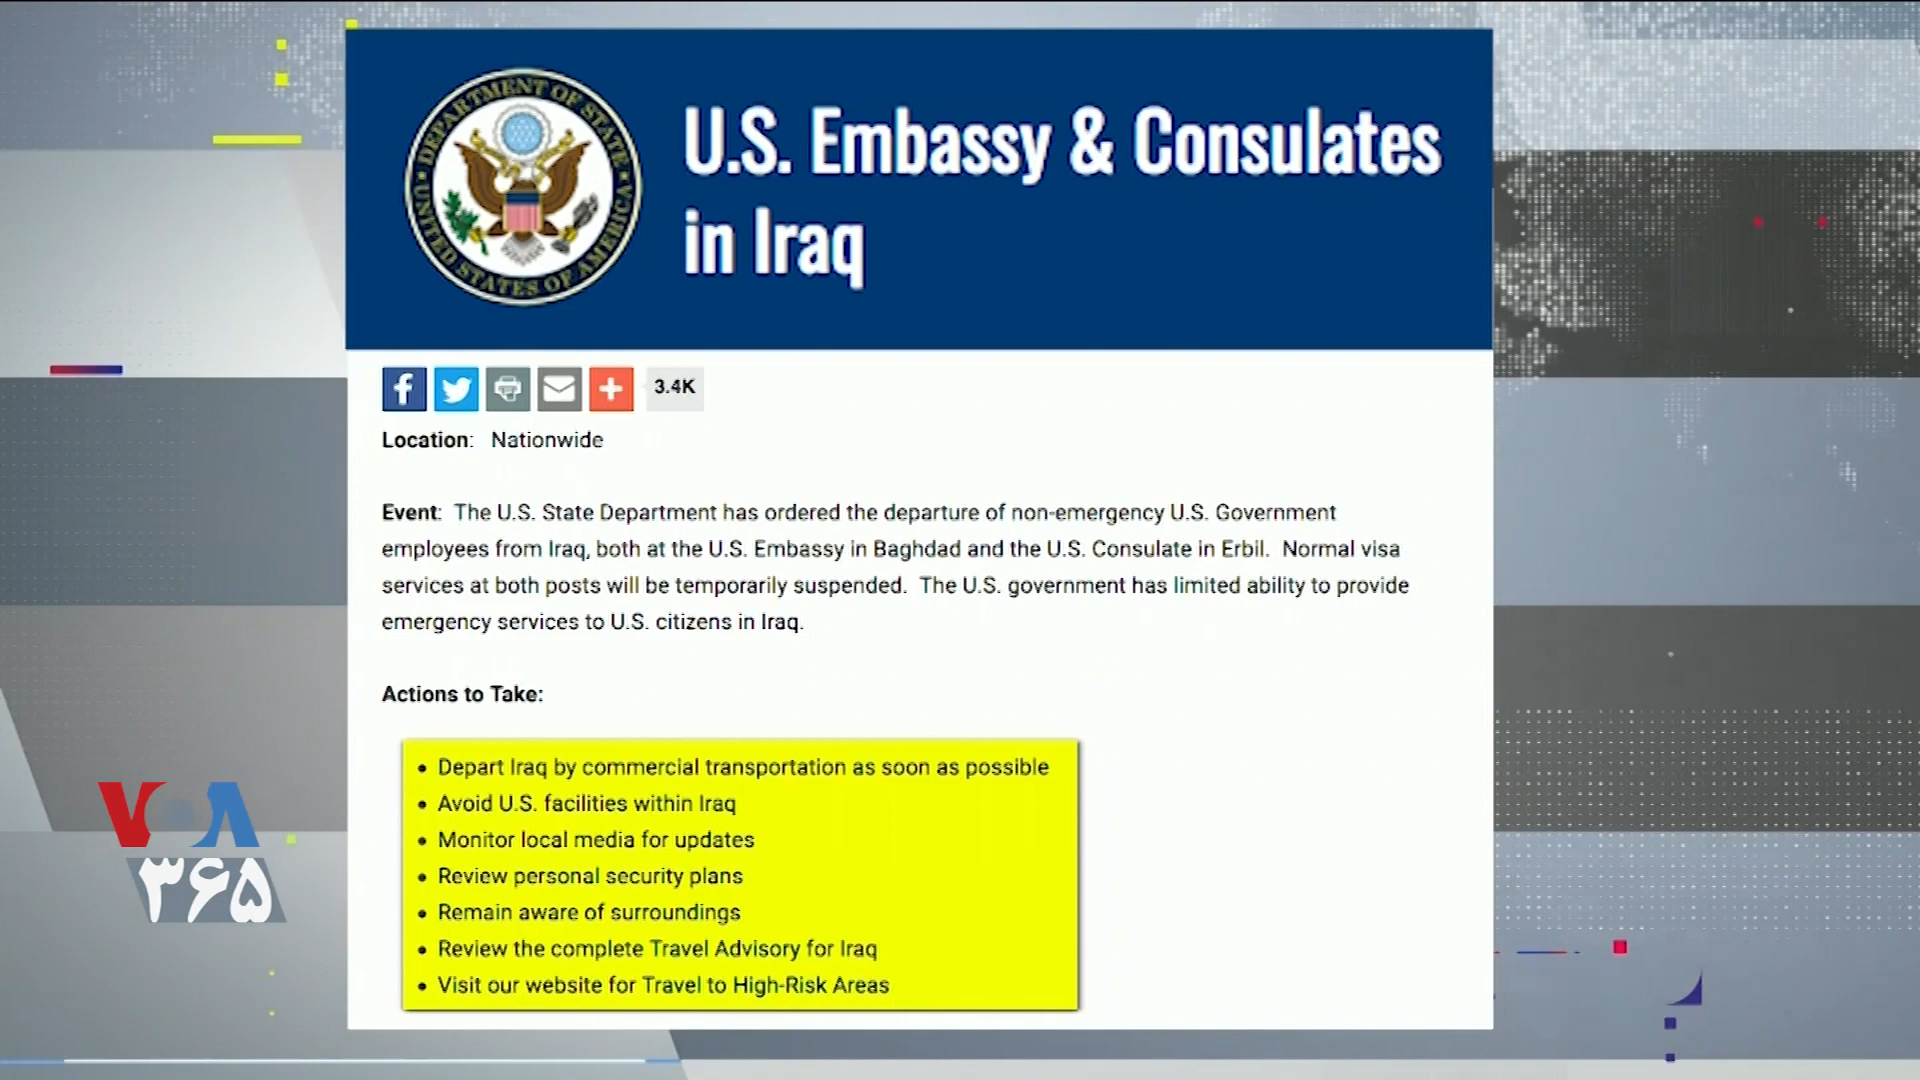 U.S. Embassy & Consulates
in Iraq
DEPARTMENT OF STATE
UNITED STATES OF AMERICA
3.4K
Location: Nationwide
Event: The U.S. State Department has ordered the departure of non-emergency U.S. Government
employees from Iraq, both at the U.S. Embassy in Baghdad and the U.S. Consulate in Erbil. Normal visa
services at both posts will be temporarily suspended. The U.S. government has limited ability to provide
emergency services to U.S. citizens in Iraq.
Actions to Take:
• Depart Iraq by commercial transportation as soon as possible
• Avoid U.S. facilities within Iraq
• Monitor local media for updates
• Review personal security plans
• Remain aware of surroundings
• Review the complete Travel Advisory for Iraq
• Visit our website for Travel to High-Risk Areas
VOA
۳۶۵